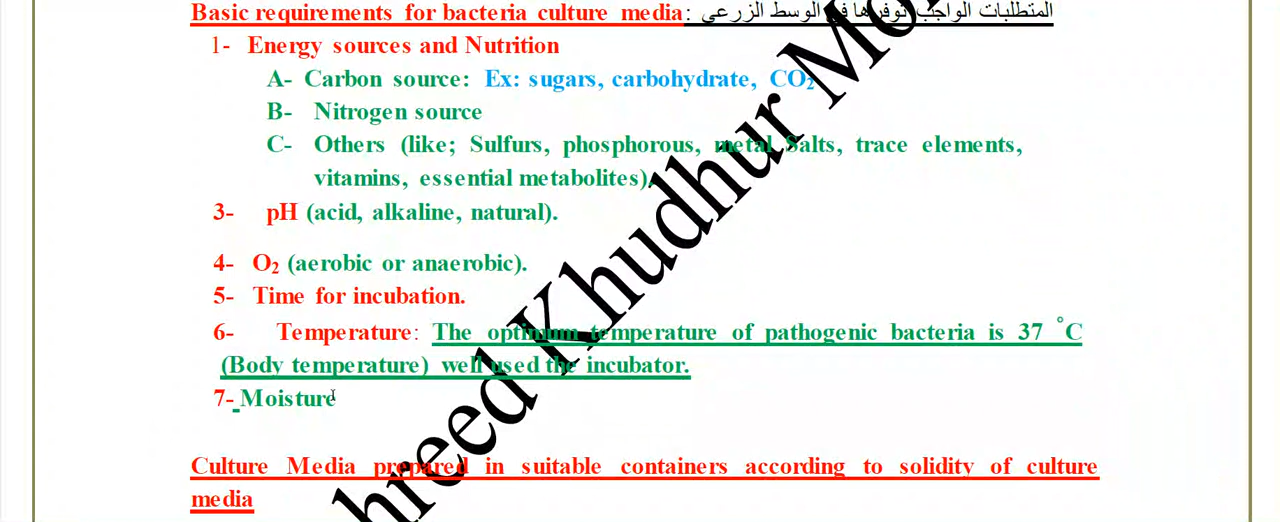 Basic requirements for bacteria culture media: المتطلبات الواجب توفرها في الوسط الزرعي
1- Energy sources and Nutrition
A- Carbon source: Ex: sugars, carbohydrate, CO₂
B- Nitrogen source
C- Others (like; Sulfurs, phosphorous, metal Salts, trace elements,
vitamins, essential metabolites).
3- pH (acid, alkaline, natural).
4- O₂ (aerobic or anaerobic).
5- Time for incubation.
6- Temperature: The optimum temperature of pathogenic bacteria is 37 °C
(Body temperature) well used the incubator.
7- Moisture
Culture Media prepared in suitable containers according to solidity of culture
media
Khudhur